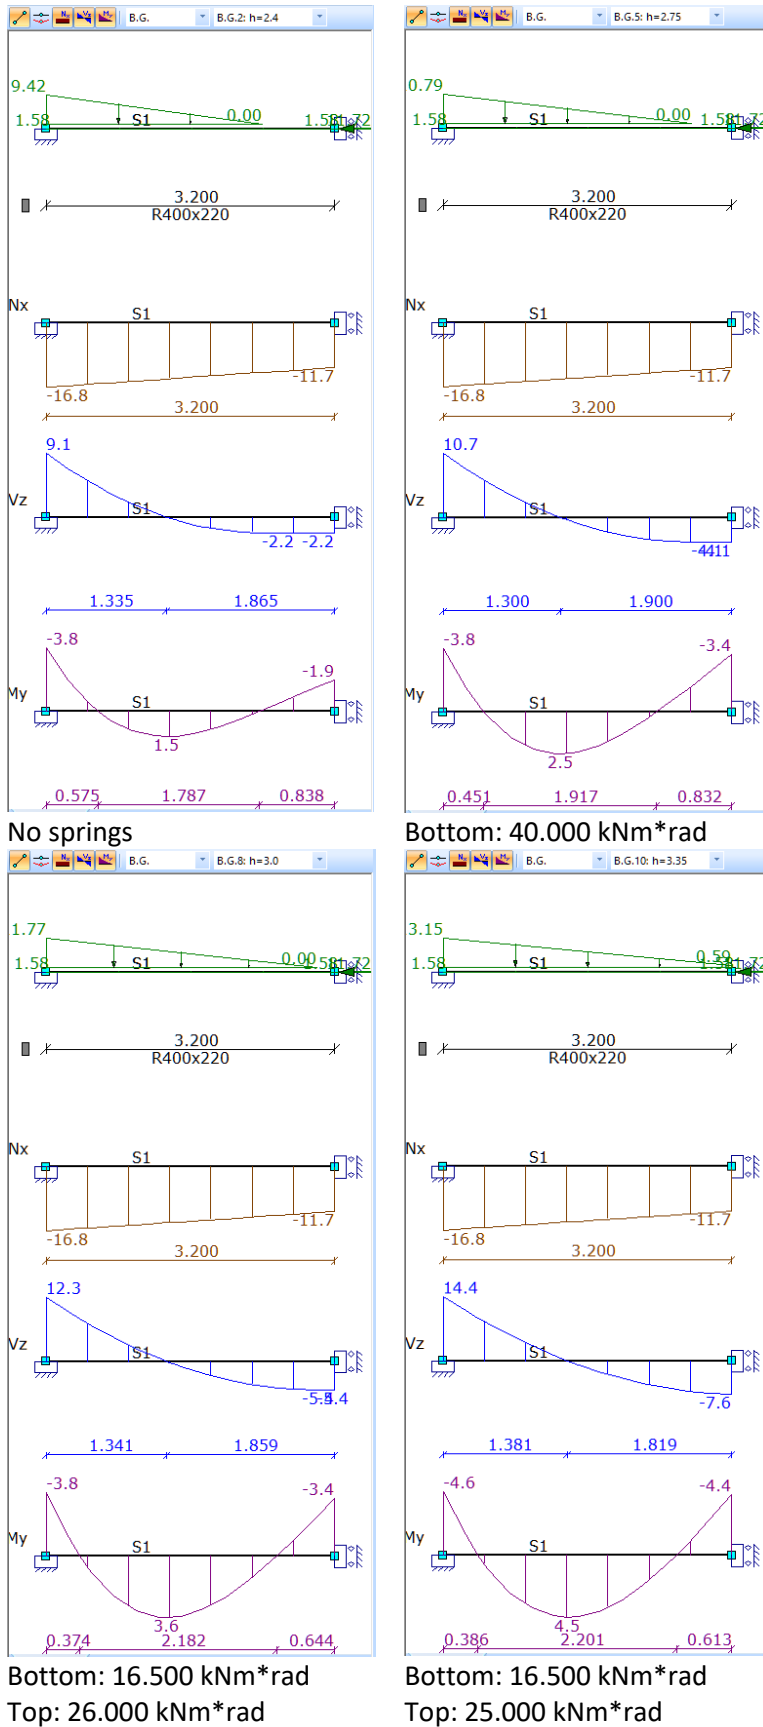 B.G. B.G.2: h=2.4
9.42
0.00
1.58 S1
3.200
R400x220
Nx
S1
-11.7
-16.8
3.200
9.1
Vz
S1
-2.2 -2.2
1.335 1.865
-3.8
-1.9
My
S1
1.5
0.575 1.787 0.838
No springs
B.G. B.G.5: h=2.75
0.79
0.00
1.58 S1
3.200
R400x220
Nx
S1
-11.7
-16.8
3.200
10.7
Vz
S1
1.300 1.900
-3.8
-3.4
My
S1
2.5
0.451 1.917 0.832
Bottom: 40.000 kNm*rad
B.G. B.G.8: h=3.0
1.77
0.00
1.58 S1
3.200
R400x220
Nx
S1
-11.7
-16.8
3.200
12.3
Vz
S1
1.341 1.859
-3.8
-3.4
My
S1
3.6
0.374 2.182 0.644
Bottom: 16.500 kNm*rad
Top: 26.000 kNm*rad
B.G. B.G.10: h=3.35
3.15
0.59
1.58 S1
3.200
R400x220
Nx
S1
-11.7
-16.8
3.200
14.4
Vz
S1
-7.6
1.381 1.819
-4.6
-4.4
My
S1
4.5
0.386 2.201 0.613
Bottom: 16.500 kNm*rad
Top: 25.000 kNm*rad